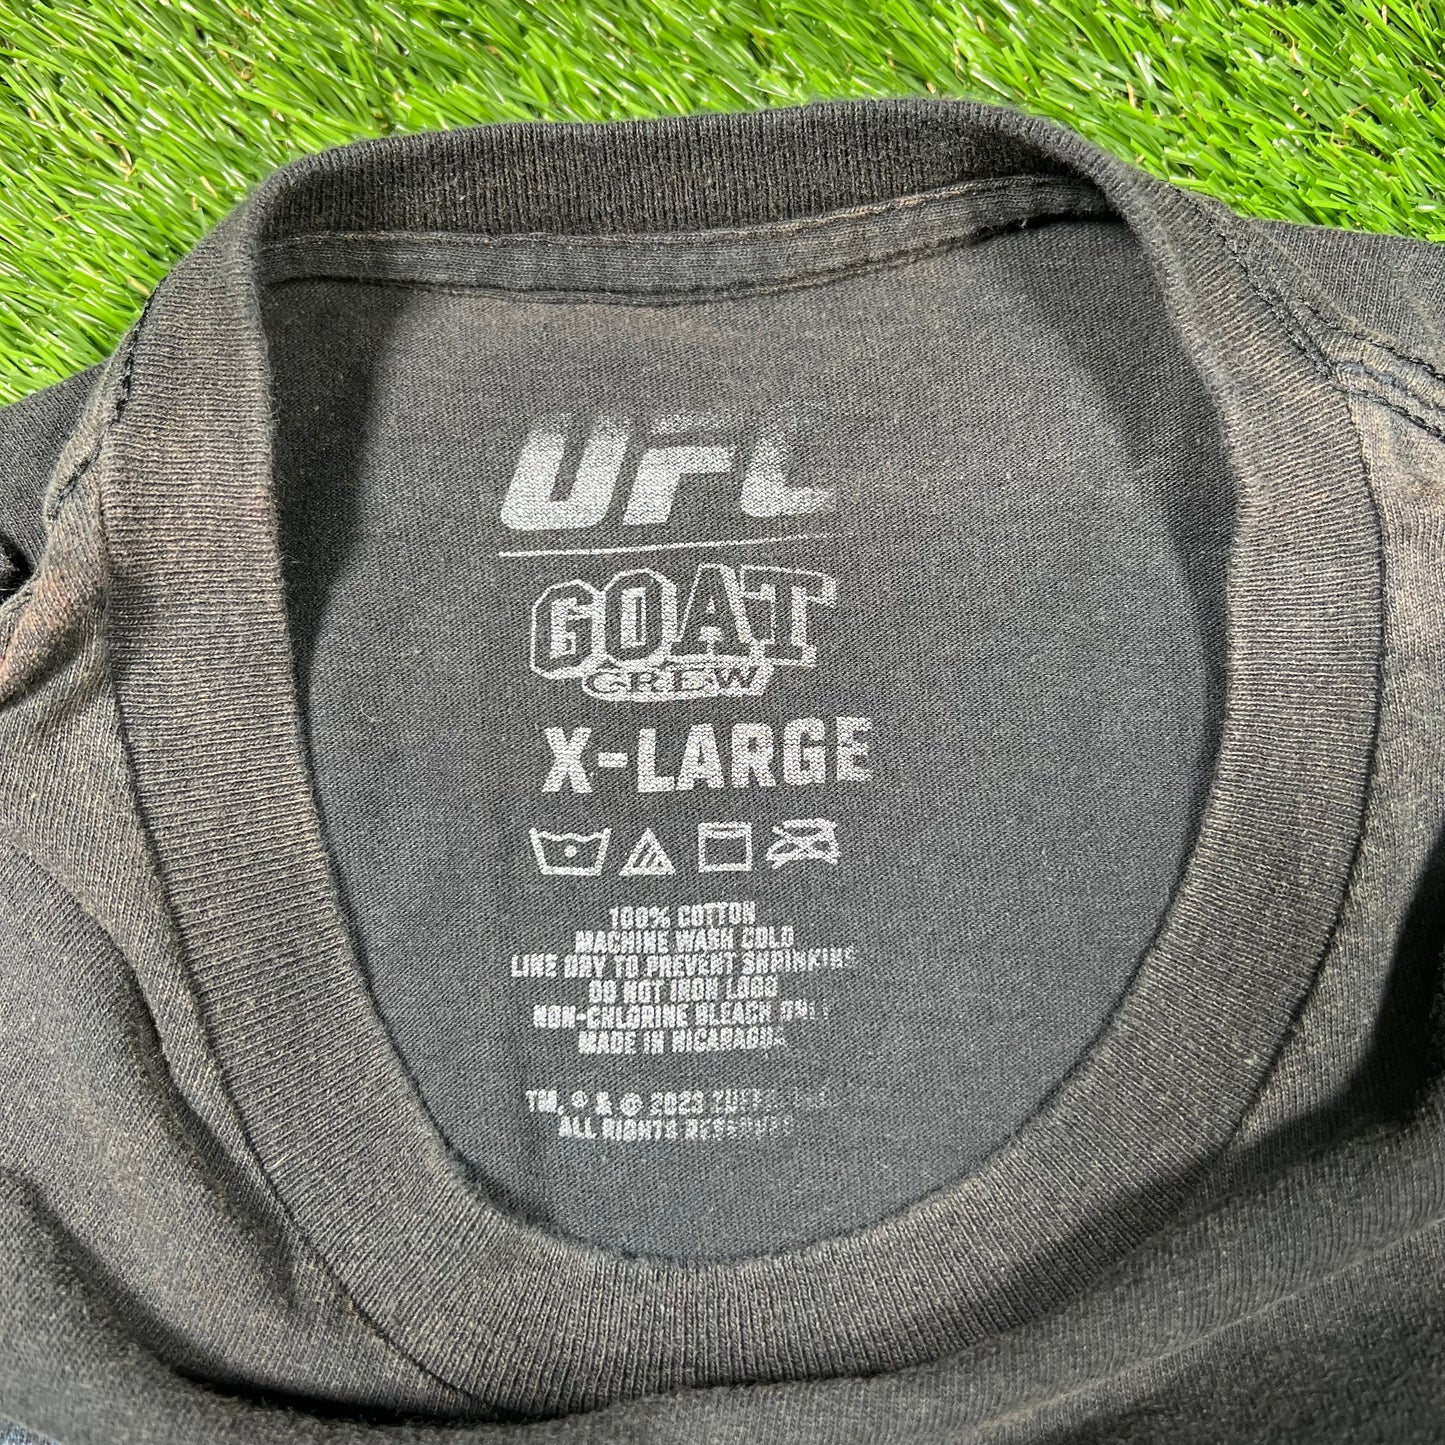 UFC
GOAT
CREW
X-LARGE
100% COTTON
MACHINE WASH COLD
LINE DRY TO PREVENT SHRINKING
DO NOT IRON LOGO
NON-CHLORINE BLEACH ONLY
MADE IN NICARAGUA
TM, ® & © 2023 ZUFFA
ALL RIGHTS RESERVED